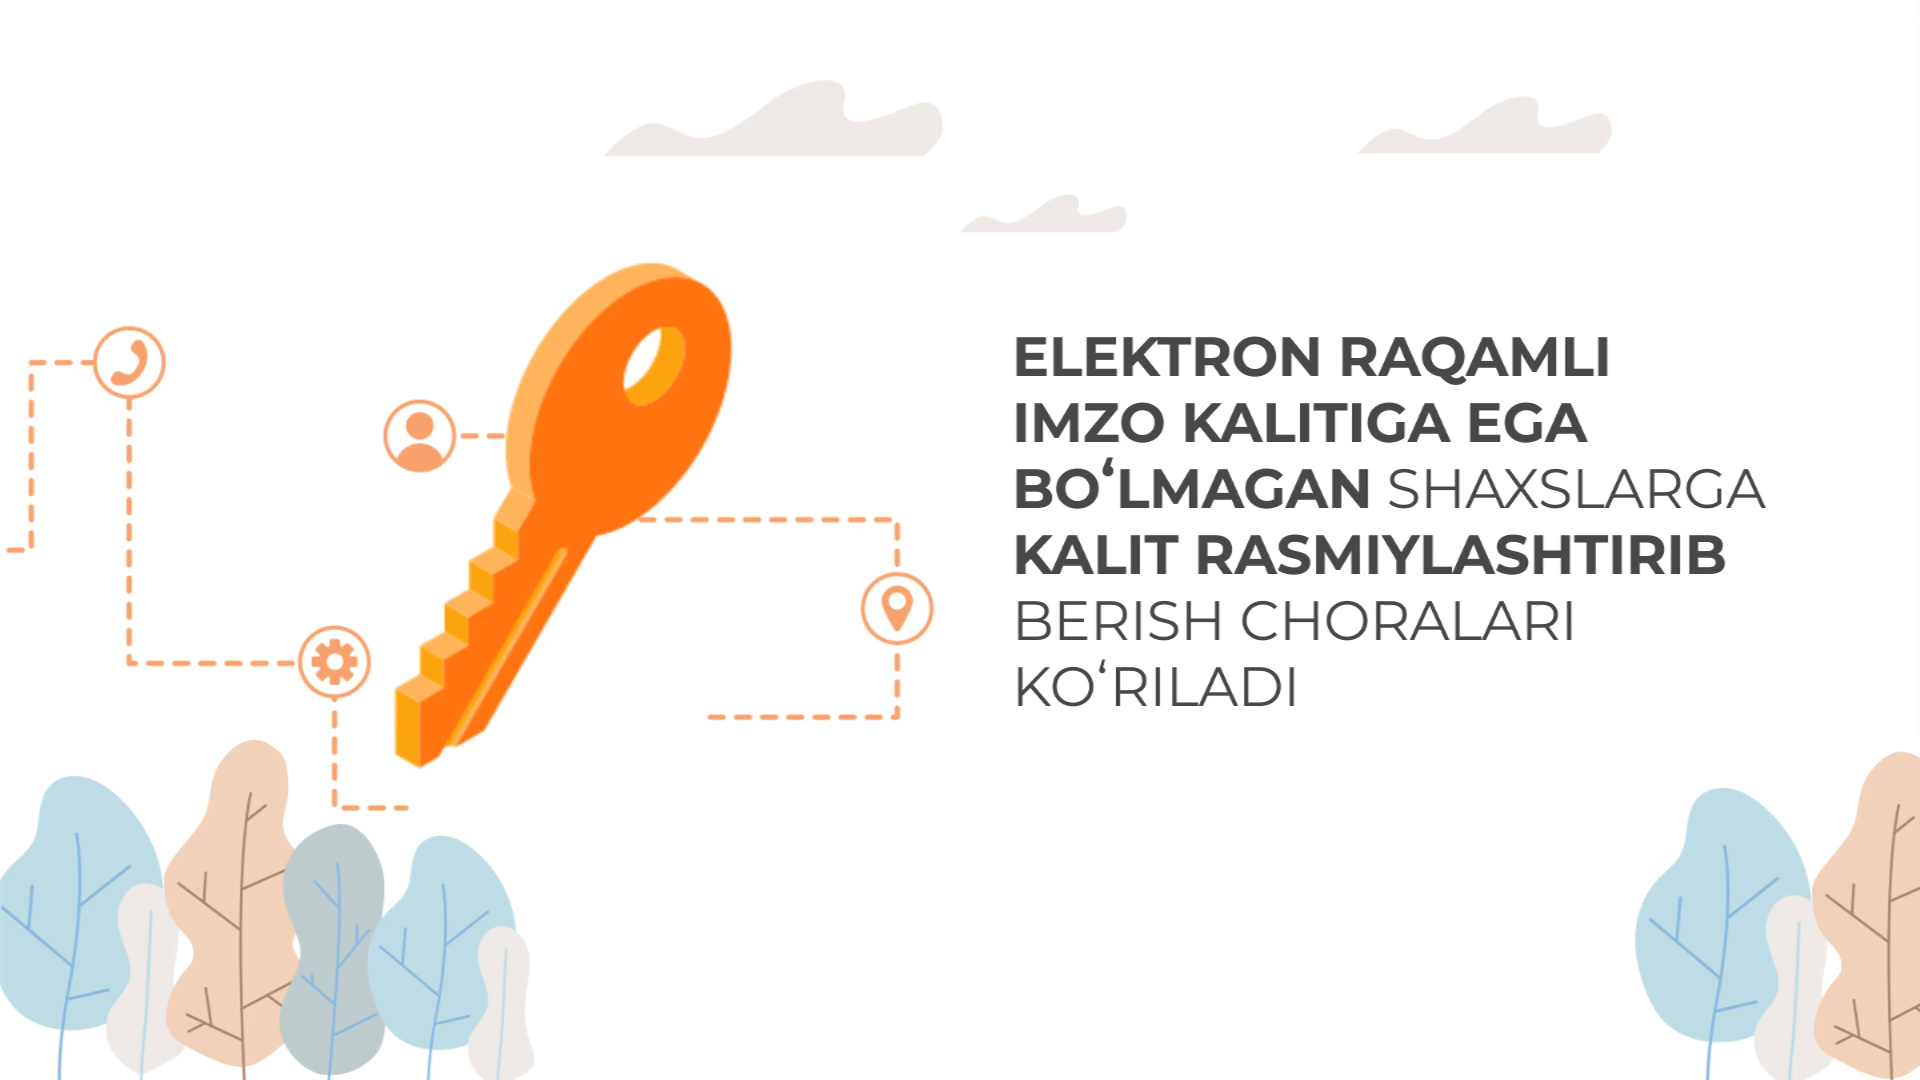 ELEKTRON RAQAMLI
IMZO KALITIGA EGA
BOʻLMAGAN SHAXSLARGA
KALIT RASMIYLASHTIRIB
BERISH CHORALARI
KOʻRILADI